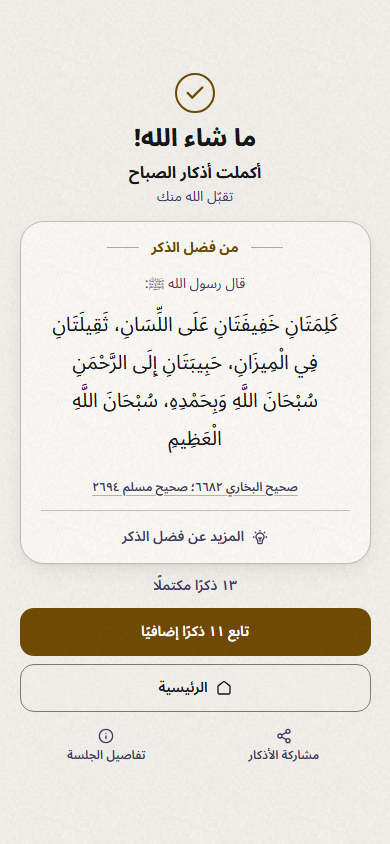 ما شاء الله!
أكملت أذكار الصباح
تقبّل الله منك
من فضل الذكر
قال رسول الله ﷺ:
كَلِمَتَانِ خَفِيفَتَانِ عَلَى اللِّسَانِ، ثَقِيلَتَانِ
فِي الْمِيزَانِ، حَبِيبَتَانِ إِلَى الرَّحْمَنِ
سُبْحَانَ اللَّهِ وَبِحَمْدِهِ، سُبْحَانَ اللَّهِ
الْعَظِيمِ
صحيح البخاري ٦٦٨٢؛ صحيح مسلم ٢٦٩٤
المزيد عن فضل الذكر
١٣ ذكرًا مكتملًا
تابع ١١ ذكرًا إضافيًا
الرئيسية
مشاركة الأذكار
تفاصيل الجلسة